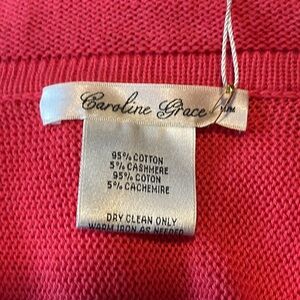 Caroline Grace
95% COTTON
5% CASHMERE
95% COTON
5% CACHEMIRE
DRY CLEAN ONLY
WARM IRON AS NEEDED